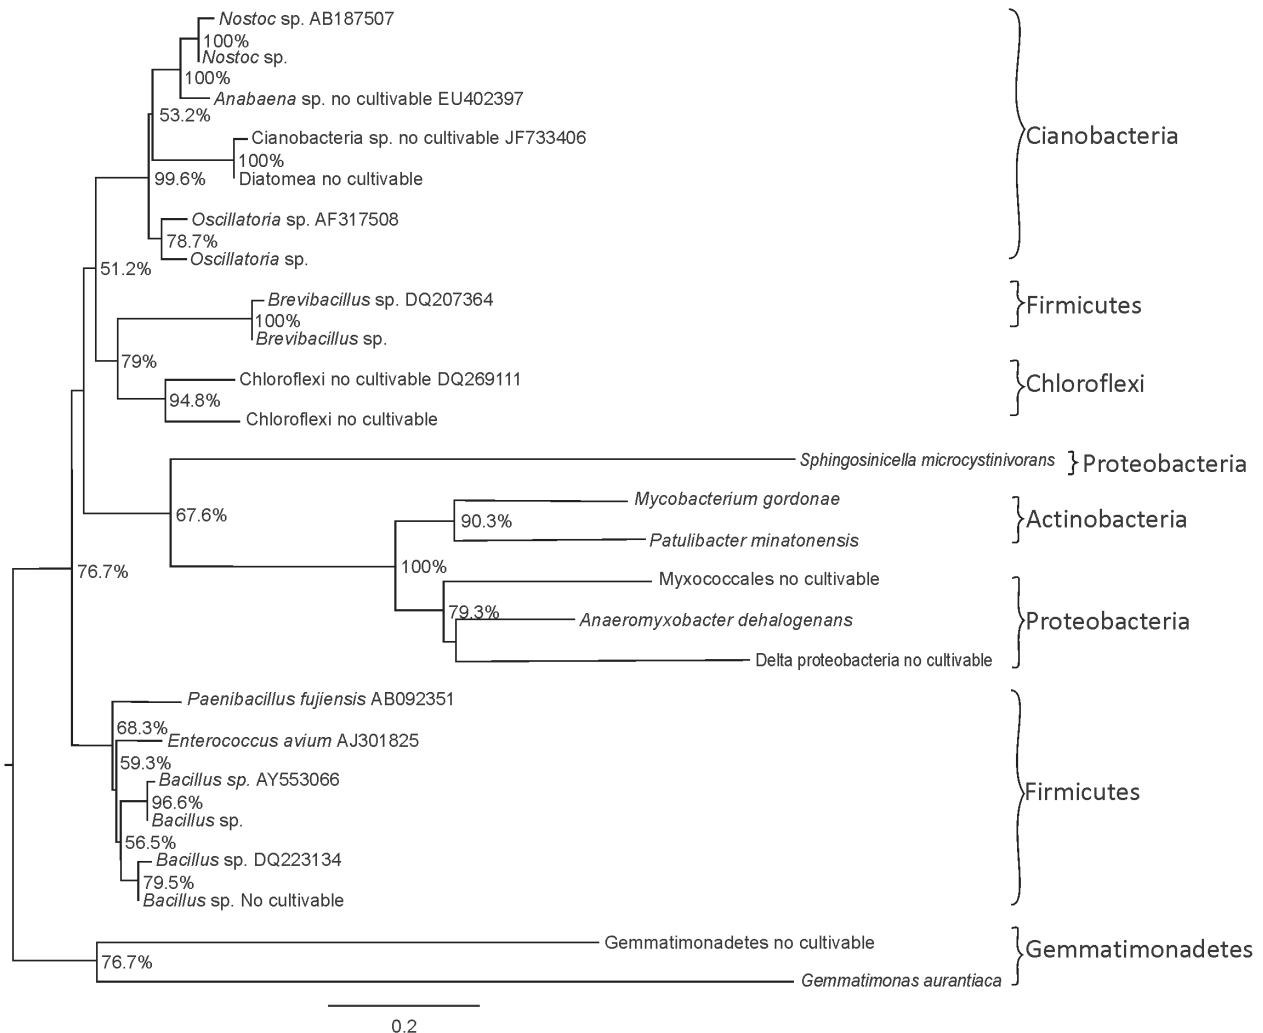 Nostoc sp. AB187507
100%
Nostoc sp.
100%
Anabaena sp. no cultivable EU402397
53.2%
Cianobacteria sp. no cultivable JF733406
Cianobacteria
100%
99.6%
Diatomea no cultivable
Oscillatoria sp. AF317508
78.7%
Oscillatoria sp.
51.2%
Brevibacillus sp. DQ207364
Firmicutes
100%
Brevibacillus sp.
79%
Chloroflexi no cultivable DQ269111
Chloroflexi
94.8%
Chloroflexi no cultivable
Sphingosinicella microcystinivorans
Proteobacteria
Mycobacterium gordonae
67.6%
90.3%
Actinobacteria
Patulibacter minatonensis
100%
76.7%
Myxococcales no cultivable
79.3%
Anaeromyxobacter dehalogenans
Proteobacteria
Delta proteobacteria no cultivable
Paenibacillus fujiensis AB092351
68.3%
Enterococcus avium AJ301825
59.3%
Bacillus sp. AY553066
Firmicutes
96.6%
Bacillus sp.
56.5%
Bacillus sp. DQ223134
79.5%
Bacillus sp. No cultivable
Gemmatimonadetes no cultivable
Gemmatimonadetes
76.7%
Gemmatimonas aurantiaca
0.2